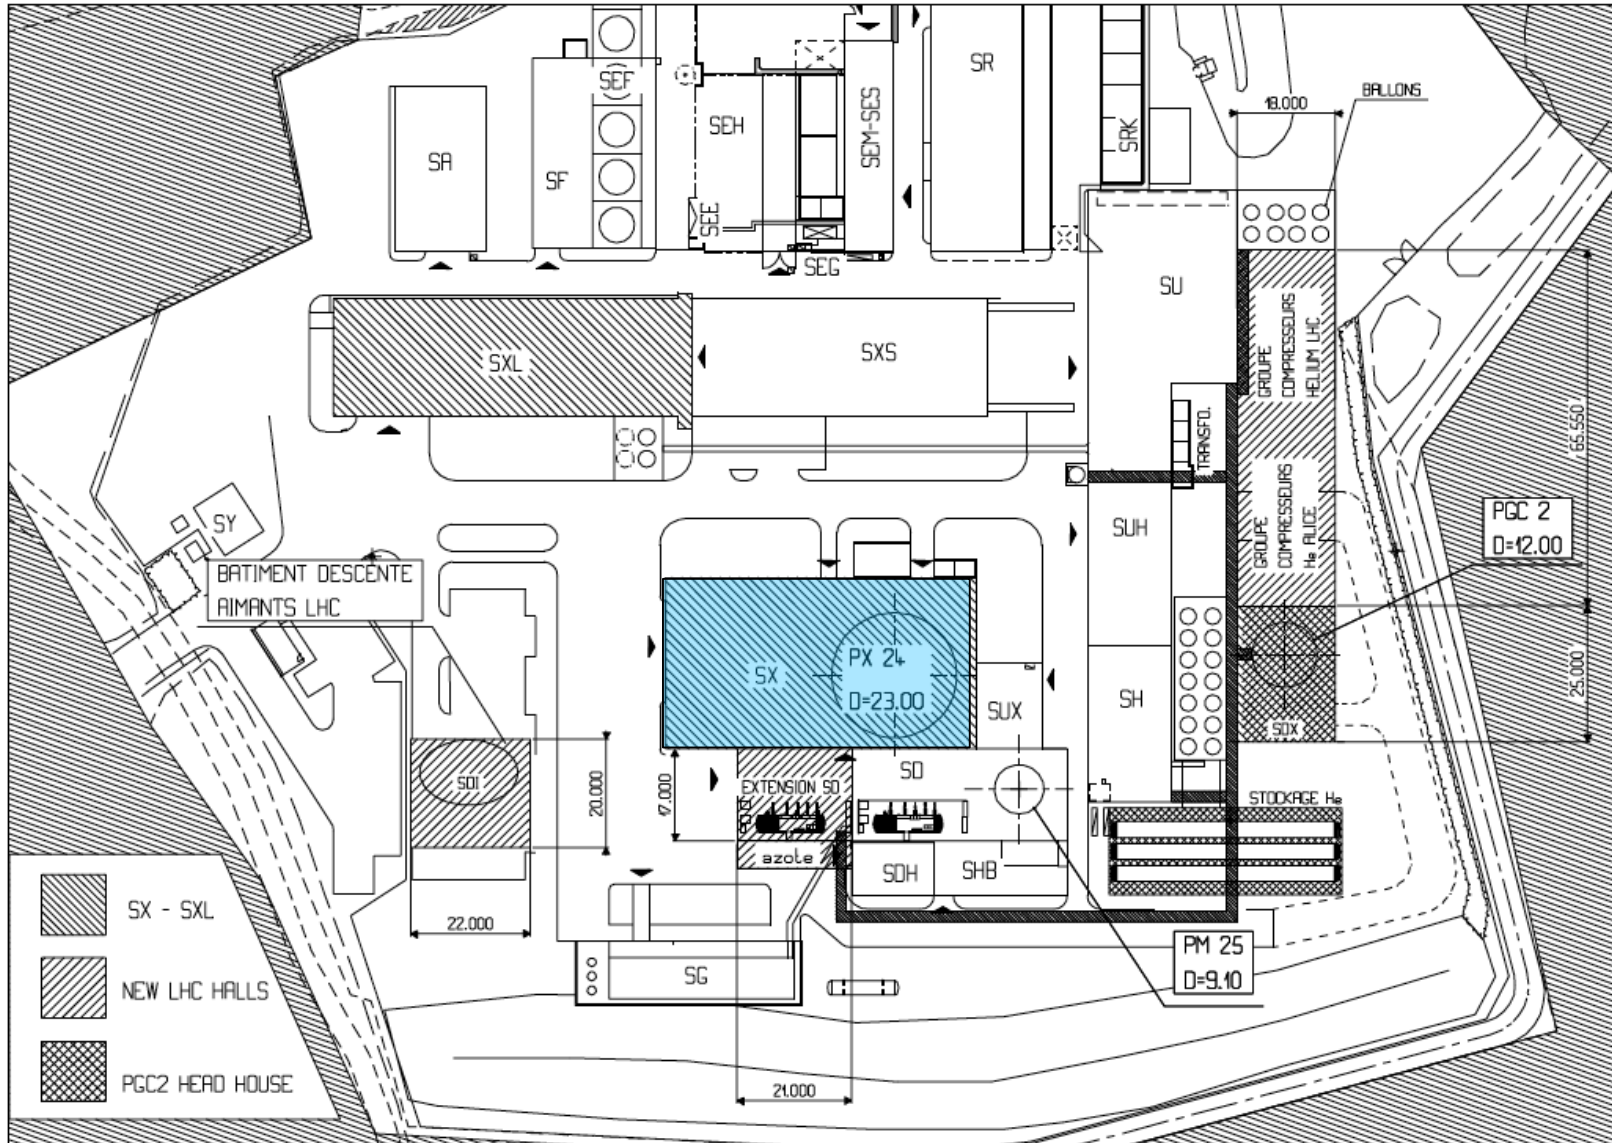 SR
BALLONS
SEF
18.000
SEH
SEM-SES
SRK
SA
SF
SEE
SEG
SU
GROUPE
COMPRESSEURS
HELIUM LHC
SXL
SXS
66.550
TRANSFO.
GROUPE
COMPRESSEURS
He ALICE
PGC 2
D=12.00
SY
SUH
BATIMENT DESCENTE
AIMANTS LHC
PX 24
D=23.00
SX
SUX
SH
25.000
SDX
SD
SDI
20.000
17.000
EXTENSION SD
STOCKAGE He
azote
SDH
SHB
22.000
SX - SXL
PM 25
D=9.10
SG
NEW LHC HALLS
PGC2 HEAD HOUSE
21.000